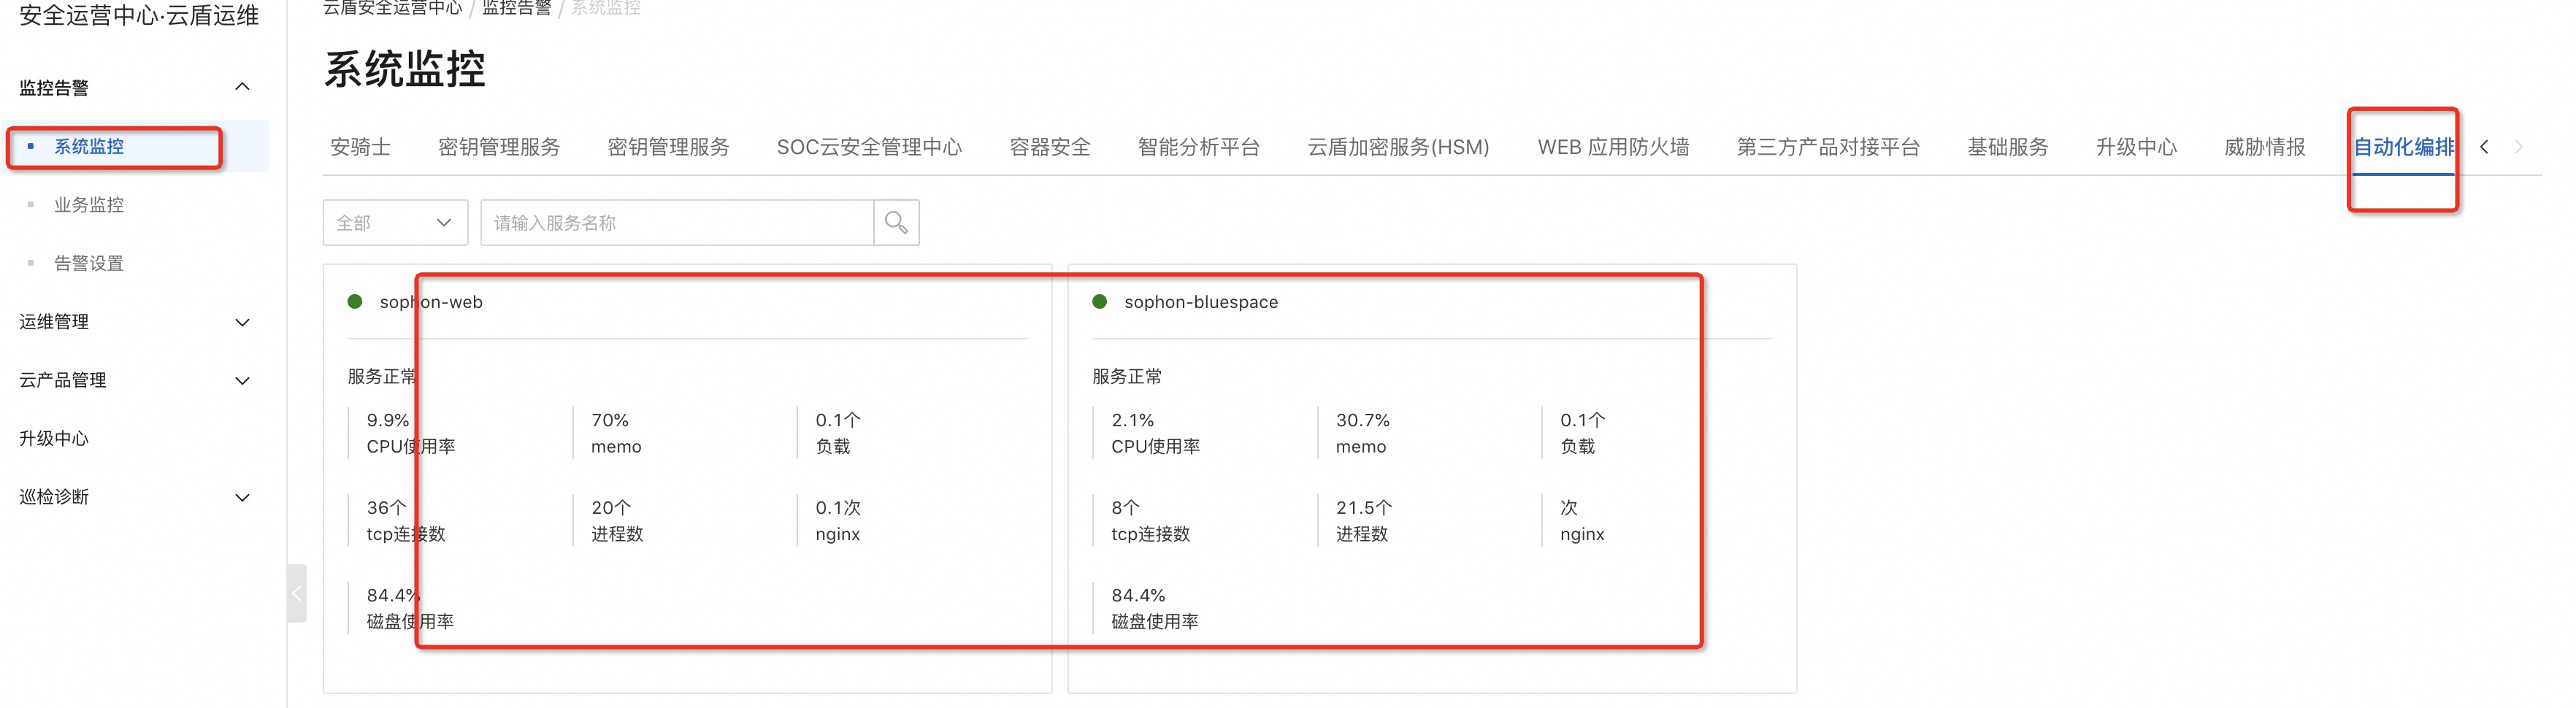 安全运营中心·云盾运维
监控告警
系统监控
业务监控
告警设置
运维管理
云产品管理
升级中心
巡检诊断
云盾安全运营中心 / 监控告警 / 系统监控
系统监控
安骑士 密钥管理服务 密钥管理服务 SOC云安全管理中心 容器安全 智能分析平台 云盾加密服务(HSM) WEB 应用防火墙 第三方产品对接平台 基础服务 升级中心 威胁情报 自动化编排
全部 请输入服务名称
sophon-web
服务正常
9.9% 70% 0.1个
CPU使用率 memo 负载
36个 20个 0.1次
tcp连接数 进程数 nginx
84.4%
磁盘使用率
sophon-bluespace
服务正常
2.1% 30.7% 0.1个
CPU使用率 memo 负载
8个 21.5个 次
tcp连接数 进程数 nginx
84.4%
磁盘使用率